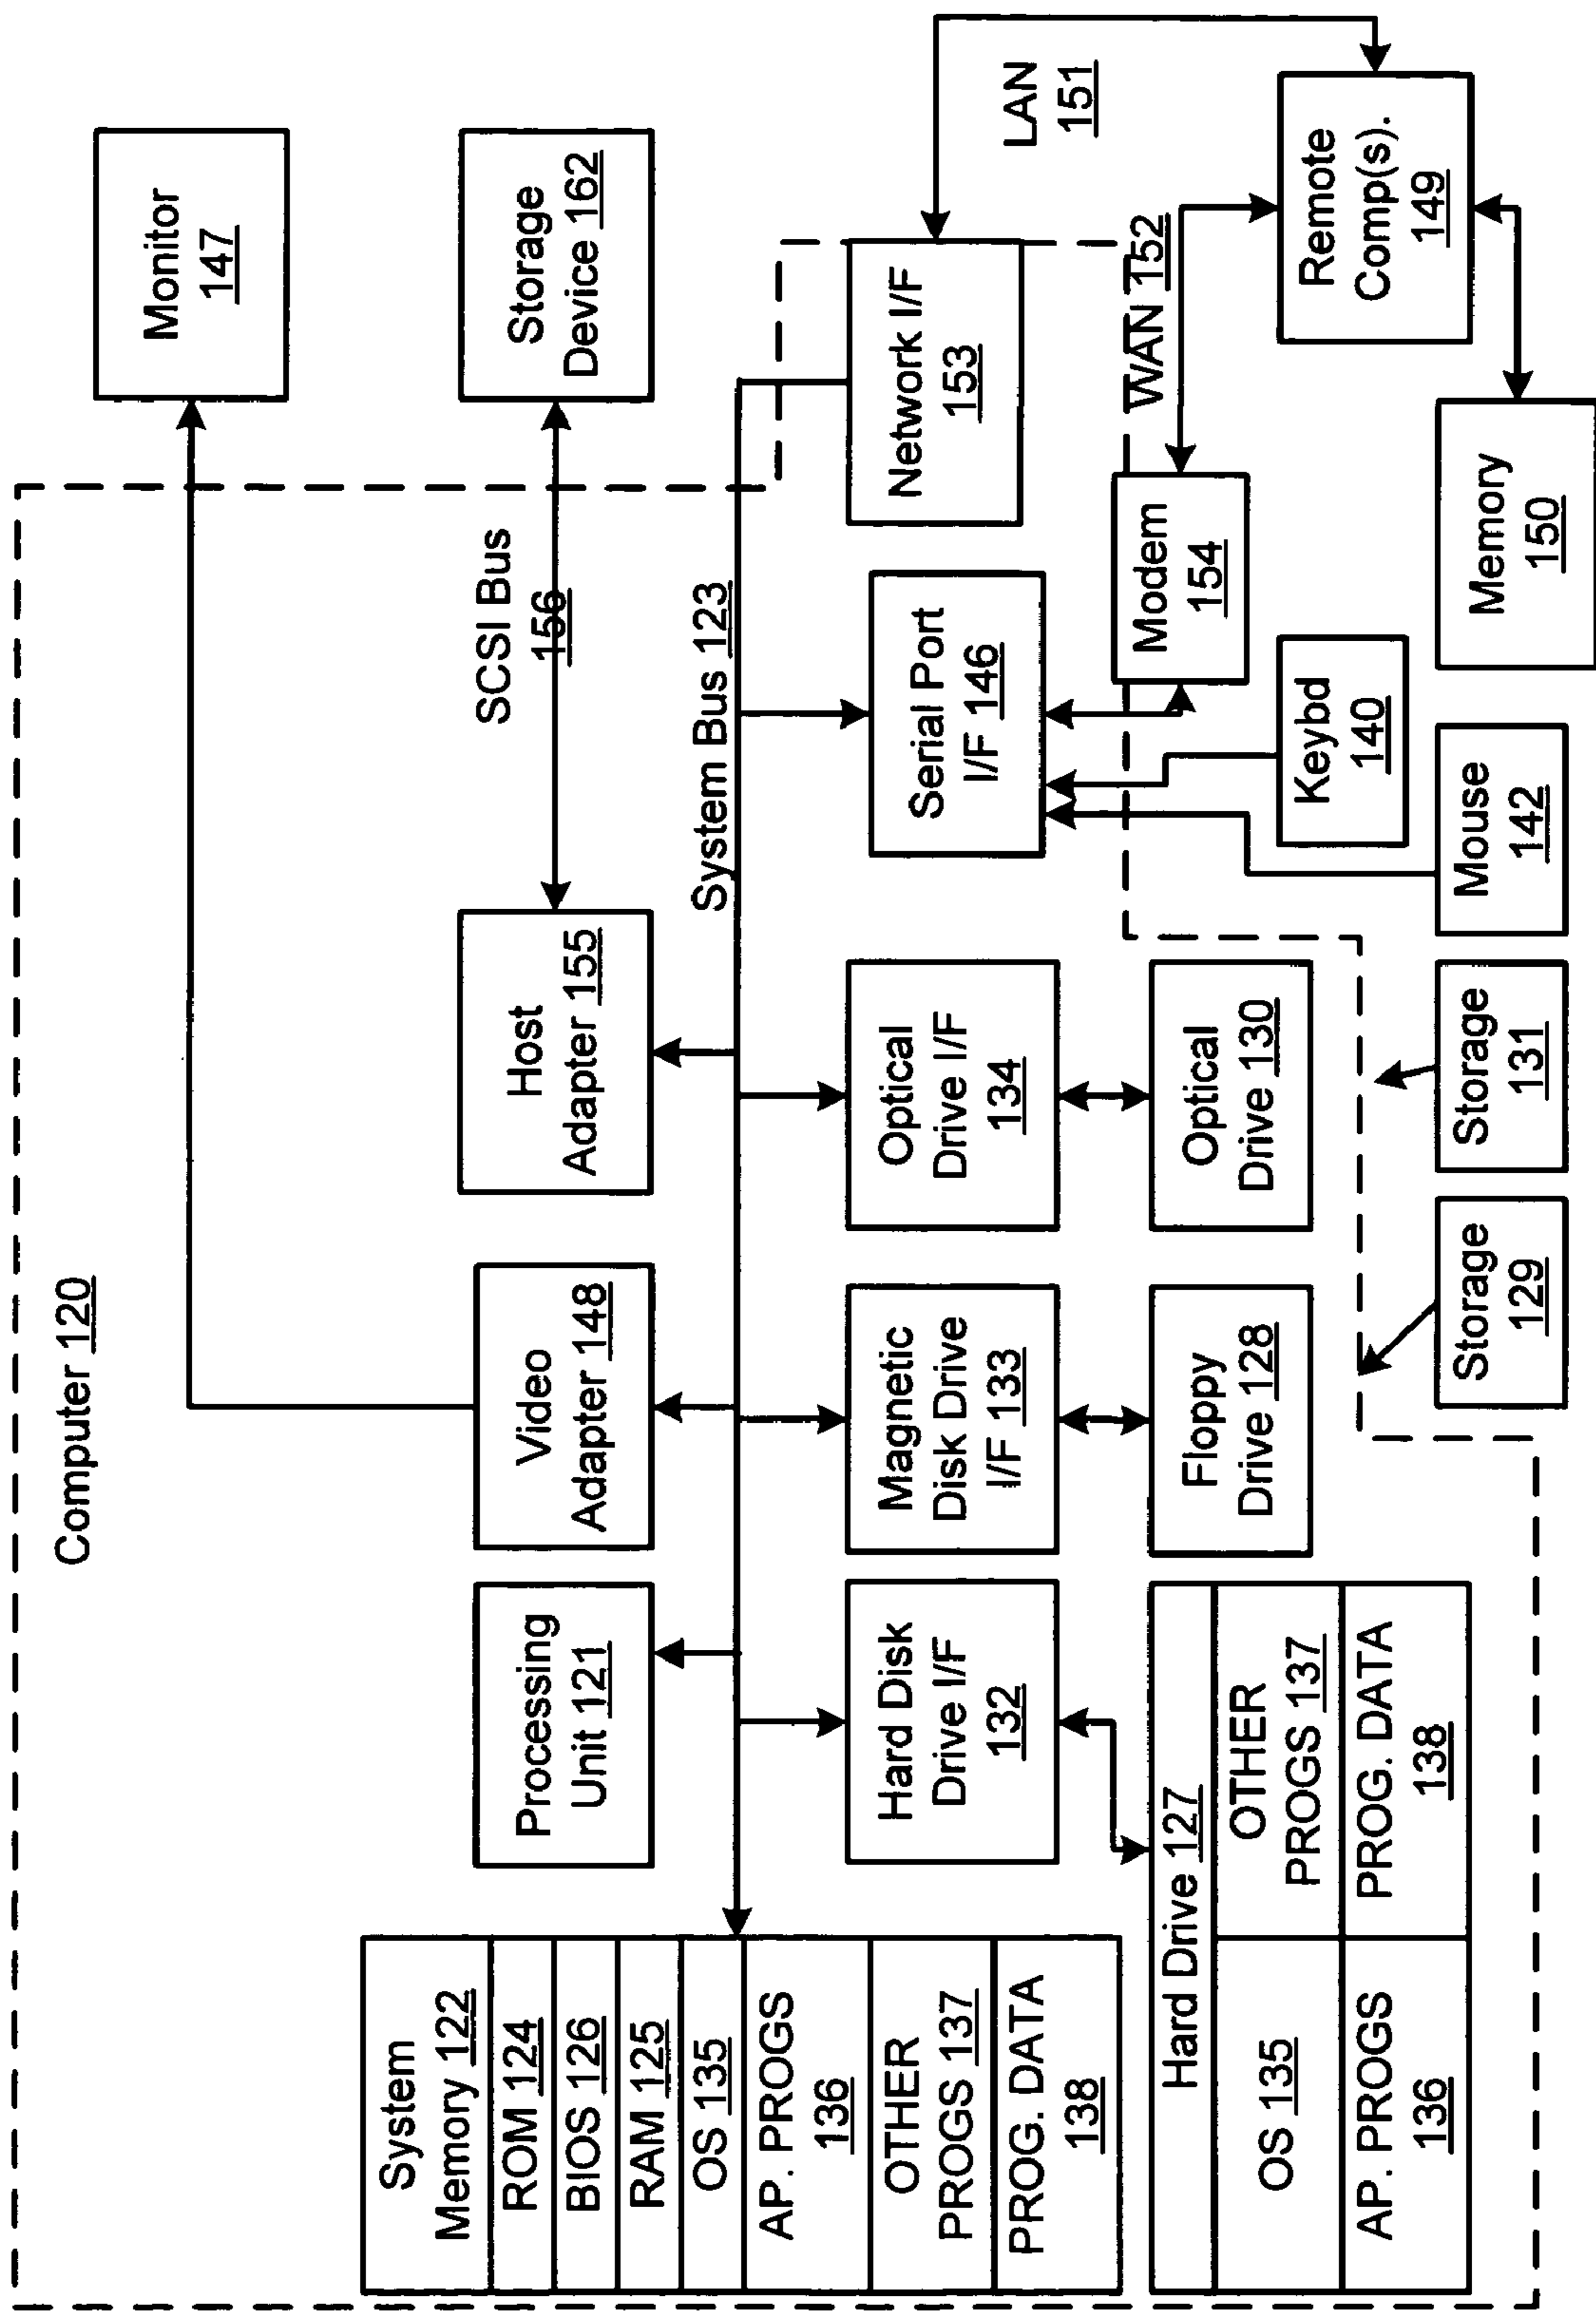 Computer 120
Monitor
147
System
Memory 122
ROM 124
BIOS 126
RAM 125
OS 135
AP. PROGS
136
OTHER
PROGS 137
PROG. DATA
138
Processing
Unit 121
Video
Adapter 148
Host
Adapter 155
SCSI Bus
156
Storage
Device 162
System Bus 123
Hard Disk
Drive I/F
132
Magnetic
Disk Drive
I/F 133
Optical
Drive I/F
134
Serial Port
I/F 146
Network I/F
153
LAN
151
Hard Drive 127
OS 135
OTHER
PROGS 137
AP. PROGS
136
PROG. DATA
138
Floppy
Drive 128
Optical
Drive 130
Modem
154
WAN 152
Keybd
140
Remote
Comp(s).
149
Storage
129
Storage
131
Mouse
142
Memory
150